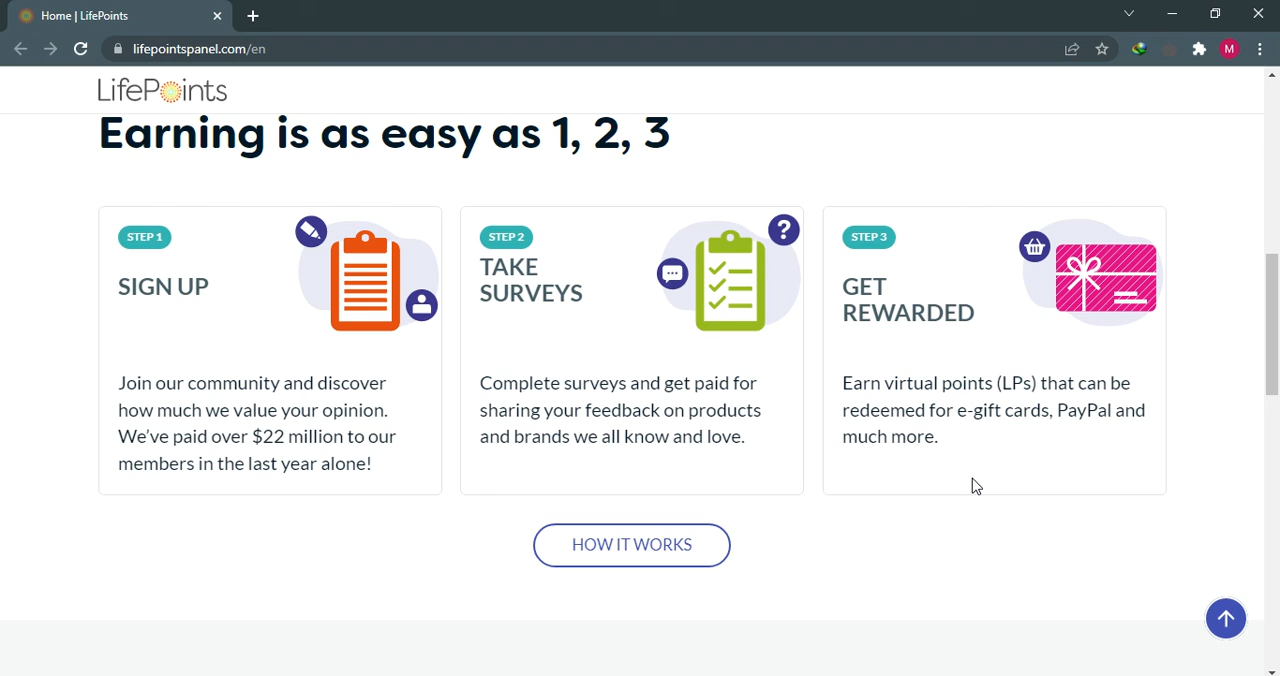 Home | LifePoints
lifepointspanel.com/en
M
LifePoints
Earning is as easy as 1, 2, 3
STEP 1
SIGN UP
Join our community and discover
how much we value your opinion.
We've paid over $22 million to our
members in the last year alone!
STEP 2
TAKE
SURVEYS
?
Complete surveys and get paid for
sharing your feedback on products
and brands we all know and love.
STEP 3
GET
REWARDED
Earn virtual points (LPs) that can be
redeemed for e-gift cards, PayPal and
much more.
HOW IT WORKS